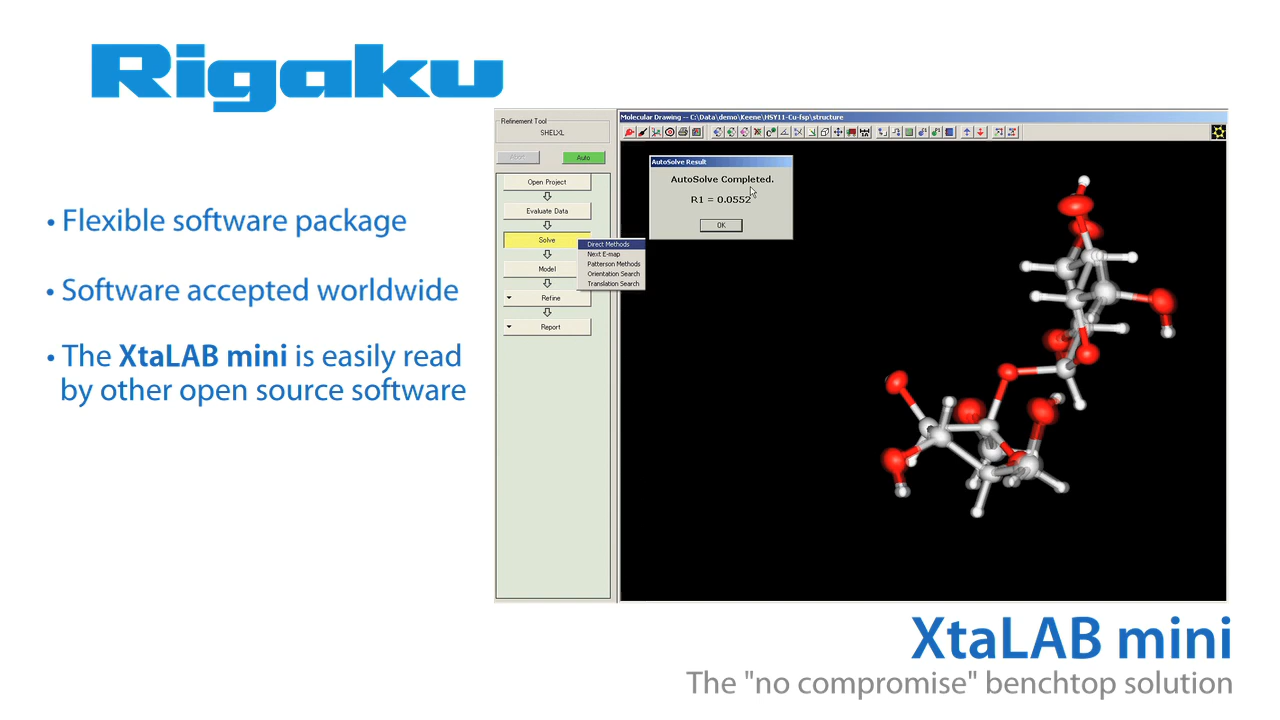 Rigaku
• Flexible software package
• Software accepted worldwide
• The XtaLAB mini is easily read
by other open source software
Refinement Tool
SHELXL
Abort
Auto
Open Project
Evaluate Data
Solve
Model
Refine
Report
Direct Methods
Next E-map
Patterson Methods
Orientation Search
Translation Search
Molecular Drawing -- C:\Data\demo\Keene\HSY11-Cu-fsp\structure
AutoSolve Result
AutoSolve Completed.
R1 = 0.0552
OK
XtaLAB mini
The "no compromise" benchtop solution